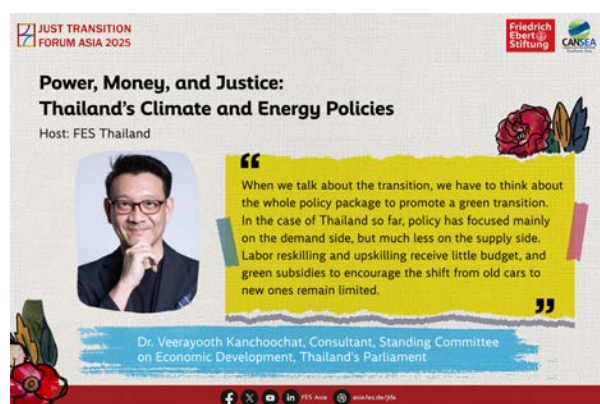 JUST TRANSITION
FORUM ASIA 2025
Friedrich
Ebert
Stiftung
CANSEA
Power, Money, and Justice:
Thailand's Climate and Energy Policies
Host: FES Thailand
“
When we talk about the transition, we have to think about
the whole policy package to promote a green transition.
In the case of Thailand so far, policy has focused mainly
on the demand side, but much less on the supply side.
Labor reskilling and upskilling receive little budget, and
green subsidies to encourage the shift from old cars to
new ones remain limited.
”
Dr. Veerayooth Kanchoochat, Consultant, Standing Committee
on Economic Development, Thailand's Parliament
FES Asia asia.fes.de/jtfa